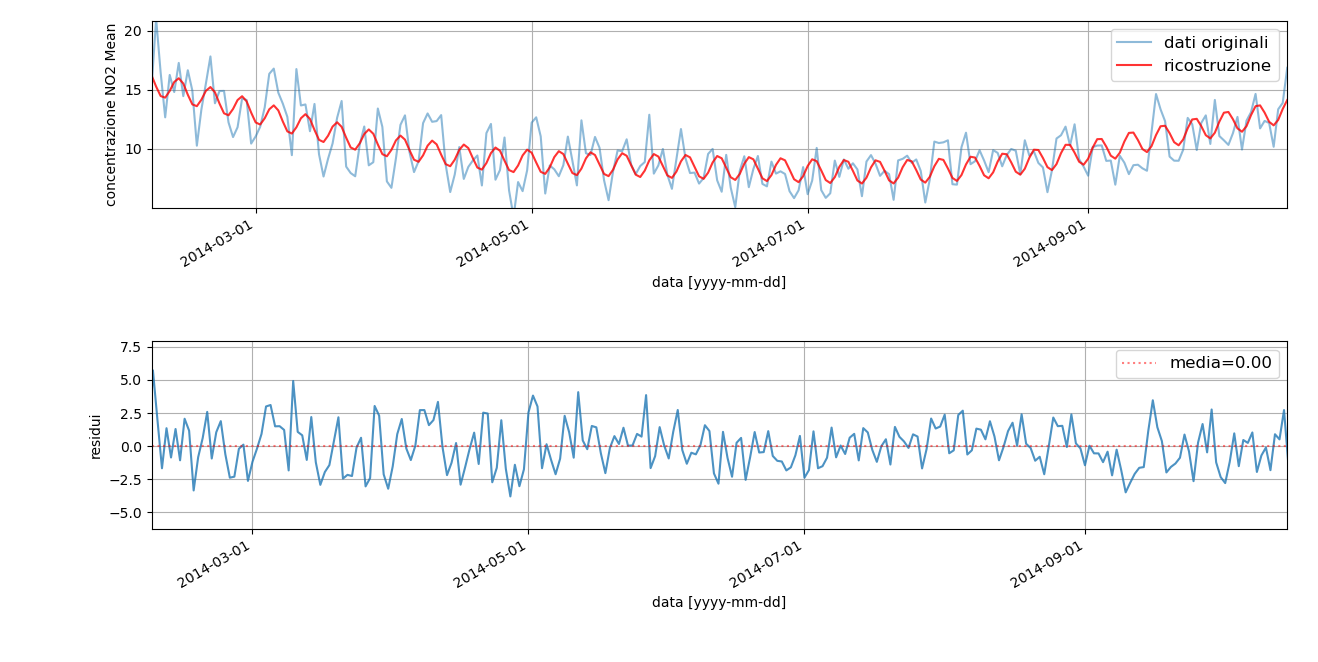 concentrazione NO2 Mean
20
15
10
dati originali
ricostruzione
2014-03-01
2014-05-01
2014-07-01
2014-09-01
data [yyyy-mm-dd]
residui
7.5
5.0
2.5
0.0
−2.5
−5.0
media=0.00
2014-03-01
2014-05-01
2014-07-01
2014-09-01
data [yyyy-mm-dd]